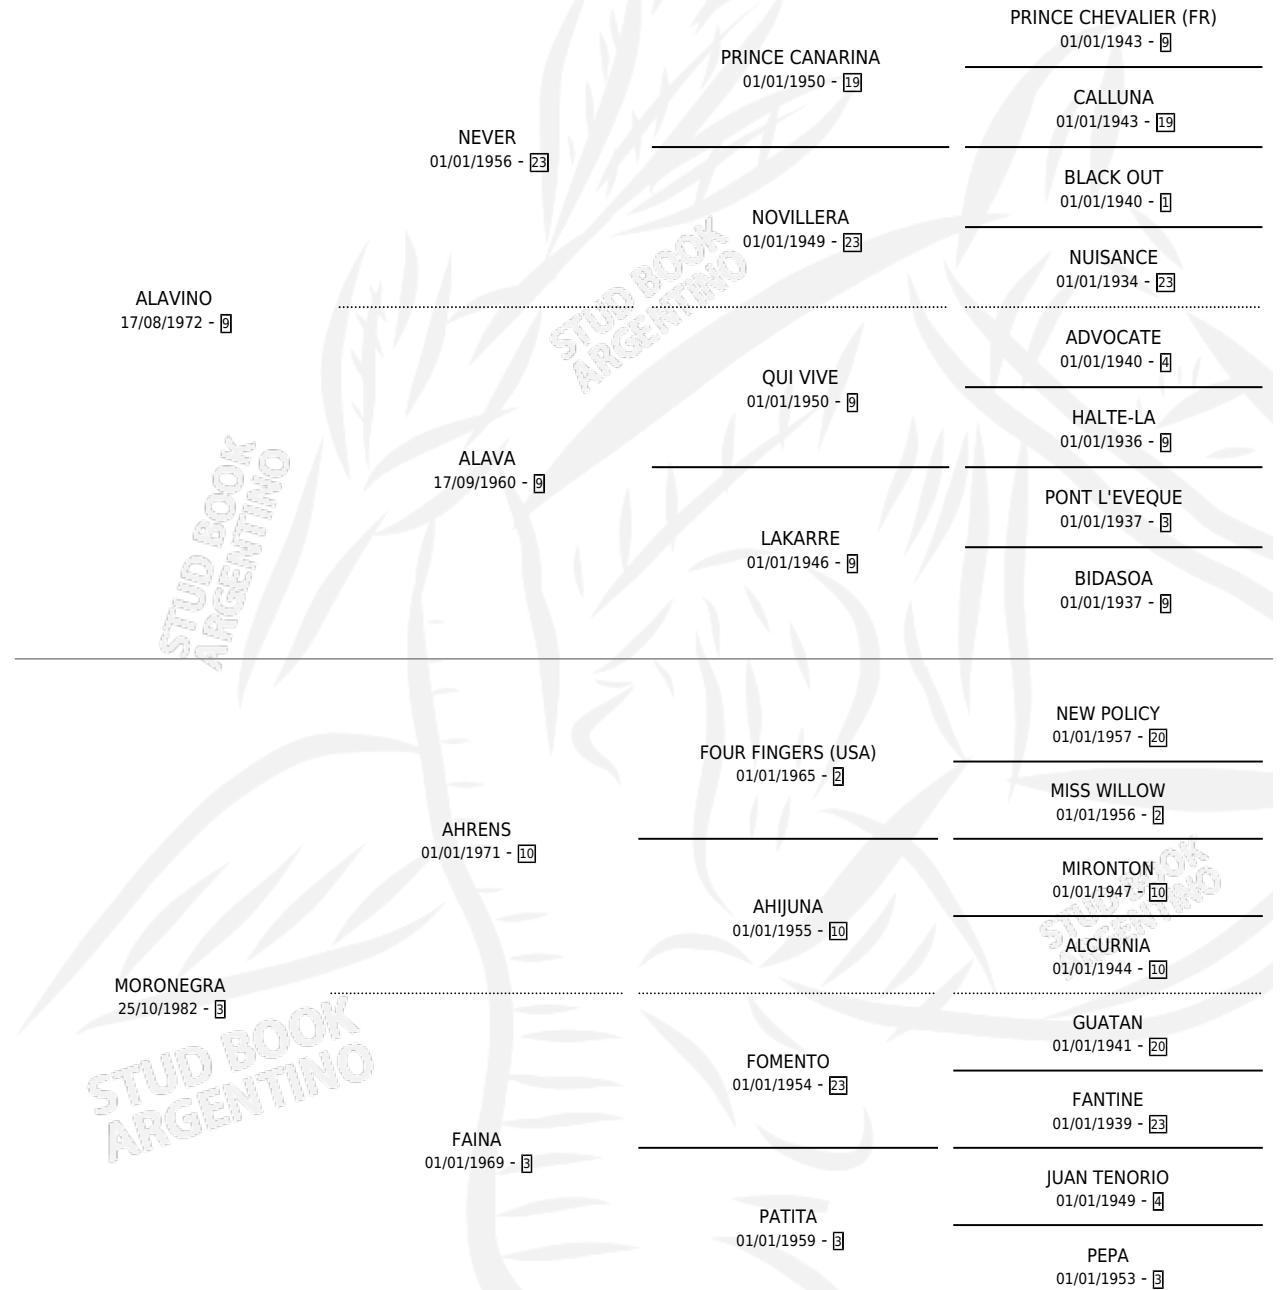 PRINCE CHEVALIER (FR)
01/01/1943 - 9
PRINCE CANARINA
01/01/1950 - 19
CALLUNA
01/01/1943 - 19
NEVER
01/01/1956 - 23
BLACK OUT
01/01/1940 - 1
NOVILLERA
01/01/1949 - 23
NUISANCE
01/01/1934 - 23
ALAVINO
17/08/1972 - 9
ADVOCATE
01/01/1940 - 4
QUI VIVE
01/01/1950 - 9
HALTE-LA
01/01/1936 - 9
ALAVA
17/09/1960 - 9
PONT L'EVEQUE
01/01/1937 - 3
LAKARRE
01/01/1946 - 9
BIDASOA
01/01/1937 - 9
NEW POLICY
01/01/1957 - 20
FOUR FINGERS (USA)
01/01/1965 - 2
MISS WILLOW
01/01/1956 - 2
AHRENS
01/01/1971 - 10
MIRONTON
01/01/1947 - 10
AHIJUNA
01/01/1955 - 10
ALCURNIA
01/01/1944 - 10
MORONEGRA
25/10/1982 - 3
GUATAN
01/01/1941 - 20
FOMENTO
01/01/1954 - 23
FANTINE
01/01/1939 - 23
FAINA
01/01/1969 - 3
JUAN TENORIO
01/01/1949 - 4
PATITA
01/01/1959 - 3
PEPA
01/01/1953 - 3
STUD BOOK
ARGENTINO
STUD BOOK
ARGENTINO
STUD BOOK
ARGENTINO
STUD BOOK
ARGENTINO